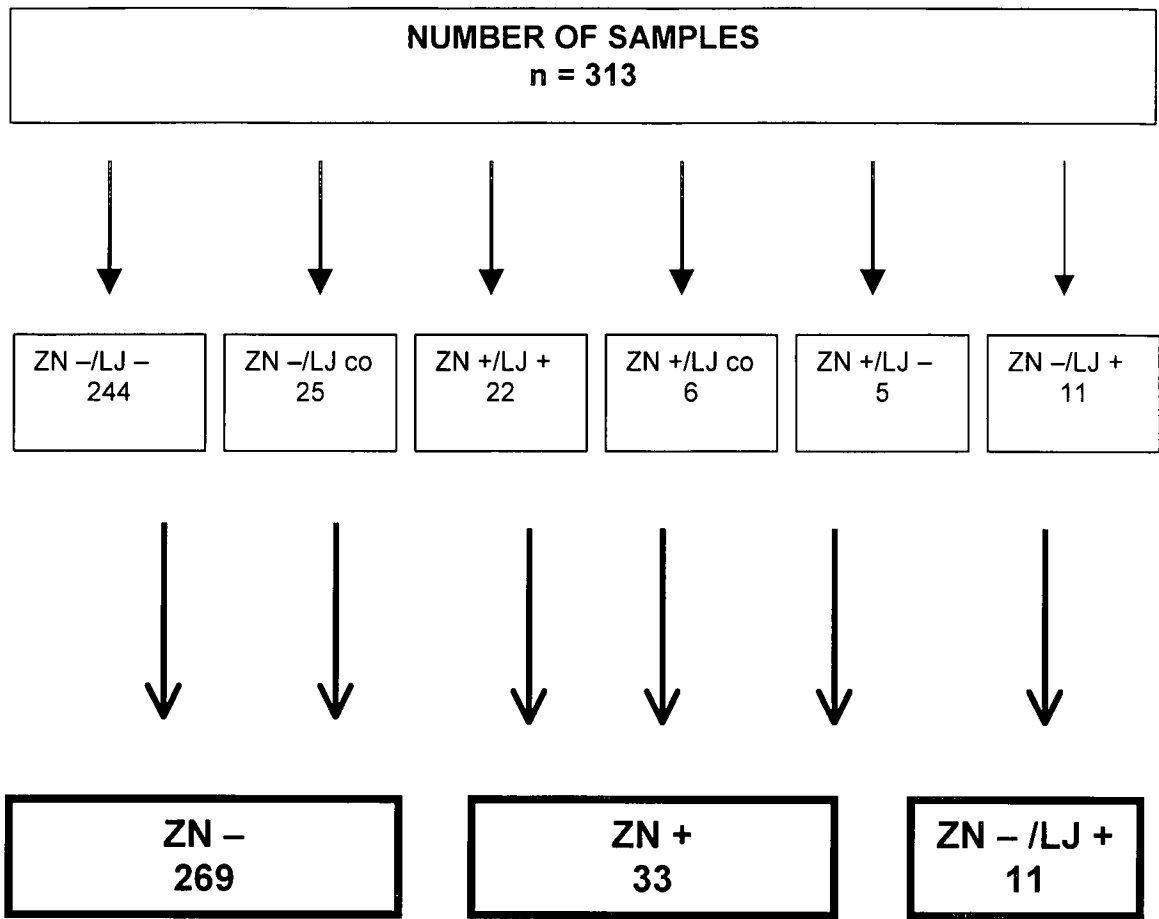 NUMBER OF SAMPLES
n = 313
ZN –/LJ –
244
ZN –/LJ co
25
ZN +/LJ +
22
ZN +/LJ co
6
ZN +/LJ –
5
ZN –/LJ +
11
ZN –
269
ZN +
33
ZN – /LJ +
11